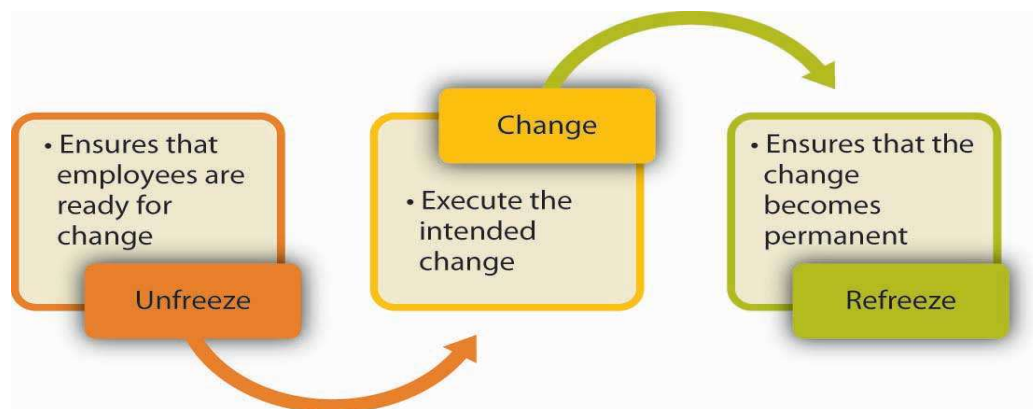 • Ensures that
employees are
ready for
change
Unfreeze
Change
• Execute the
intended
change
• Ensures that the
change
becomes
permanent
Refreeze